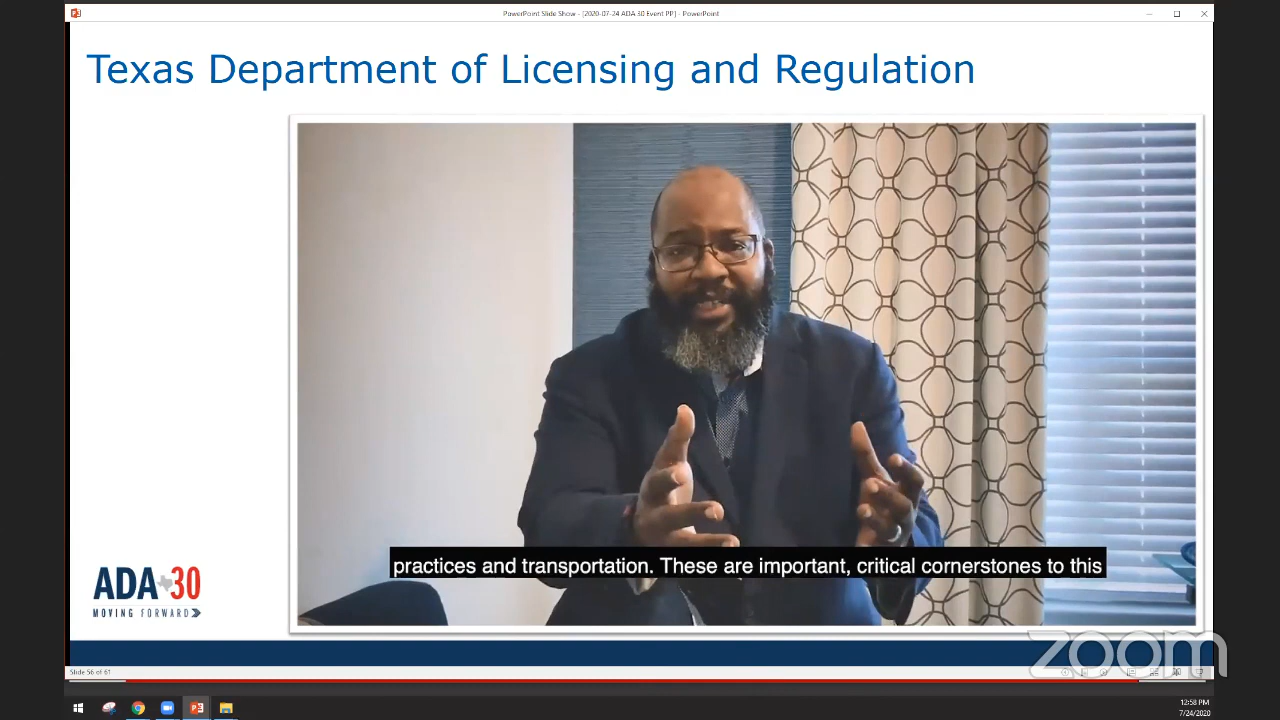 PowerPoint Slide Show - [2020-07-24 ADA 30 Event PP] - PowerPoint
Texas Department of Licensing and Regulation
practices and transportation. These are important, critical cornerstones to this
ADA 30
MOVING FORWARD
zoom
Slide 56 of 61
12:58 PM
7/24/2020